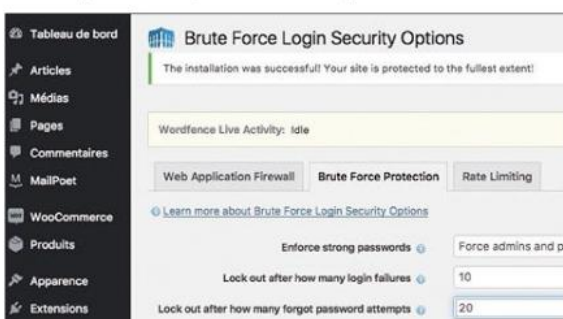 Tableau de bord
Articles
Médias
Pages
Commentaires
MailPoet
WooCommerce
Produits
Apparence
Extensions
Brute Force Login Security Options
The installation was successful! Your site is protected to the fullest extent!
Wordfence Live Activity: Idle
Web Application Firewall Brute Force Protection Rate Limiting
Learn more about Brute Force Login Security Options
Enforce strong passwords Force admins and p
Lock out after how many login failures 10
Lock out after how many forgot password attempts 20